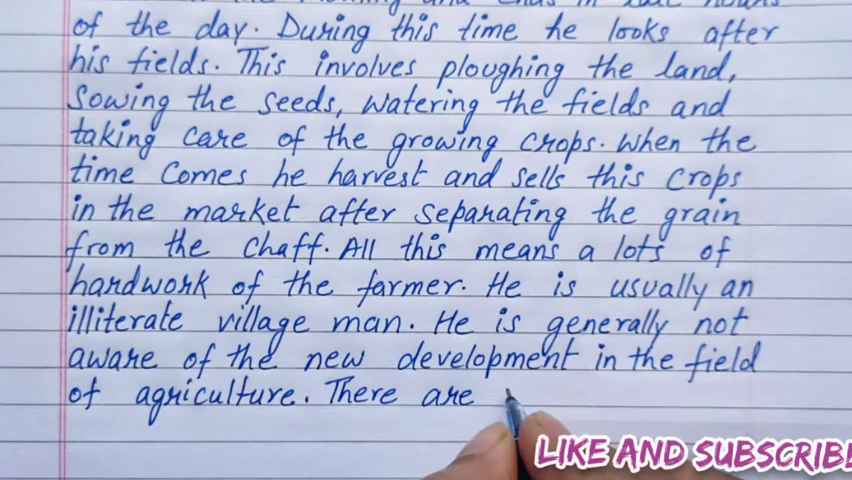 of the day. During this time he looks after
his fields. This involves ploughing the land,
Sowing the seeds, watering the fields and
taking care of the growing crops. When the
time comes he harvest and sells this crops
in the market after separating the grain
from the chaff. All this means a lots of
hardwork of the farmer. He is usually an
illiterate village man. He is generally not
aware of the new development in the field
of agriculture. There are
LIKE AND SUBSCRIBE